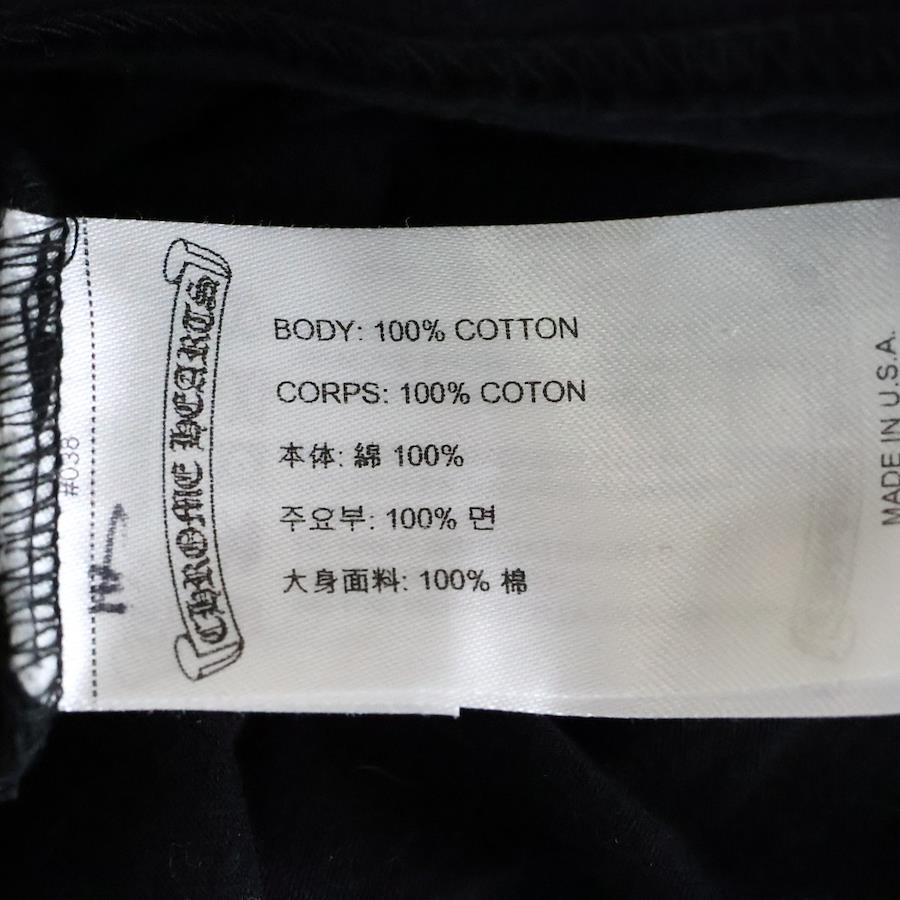 CHROME HEARTS
BODY: 100% COTTON
CORPS: 100% COTON
本体: 綿 100%
주요부: 100% 면
大身面料: 100% 棉
MADE IN U.S.A.
#038